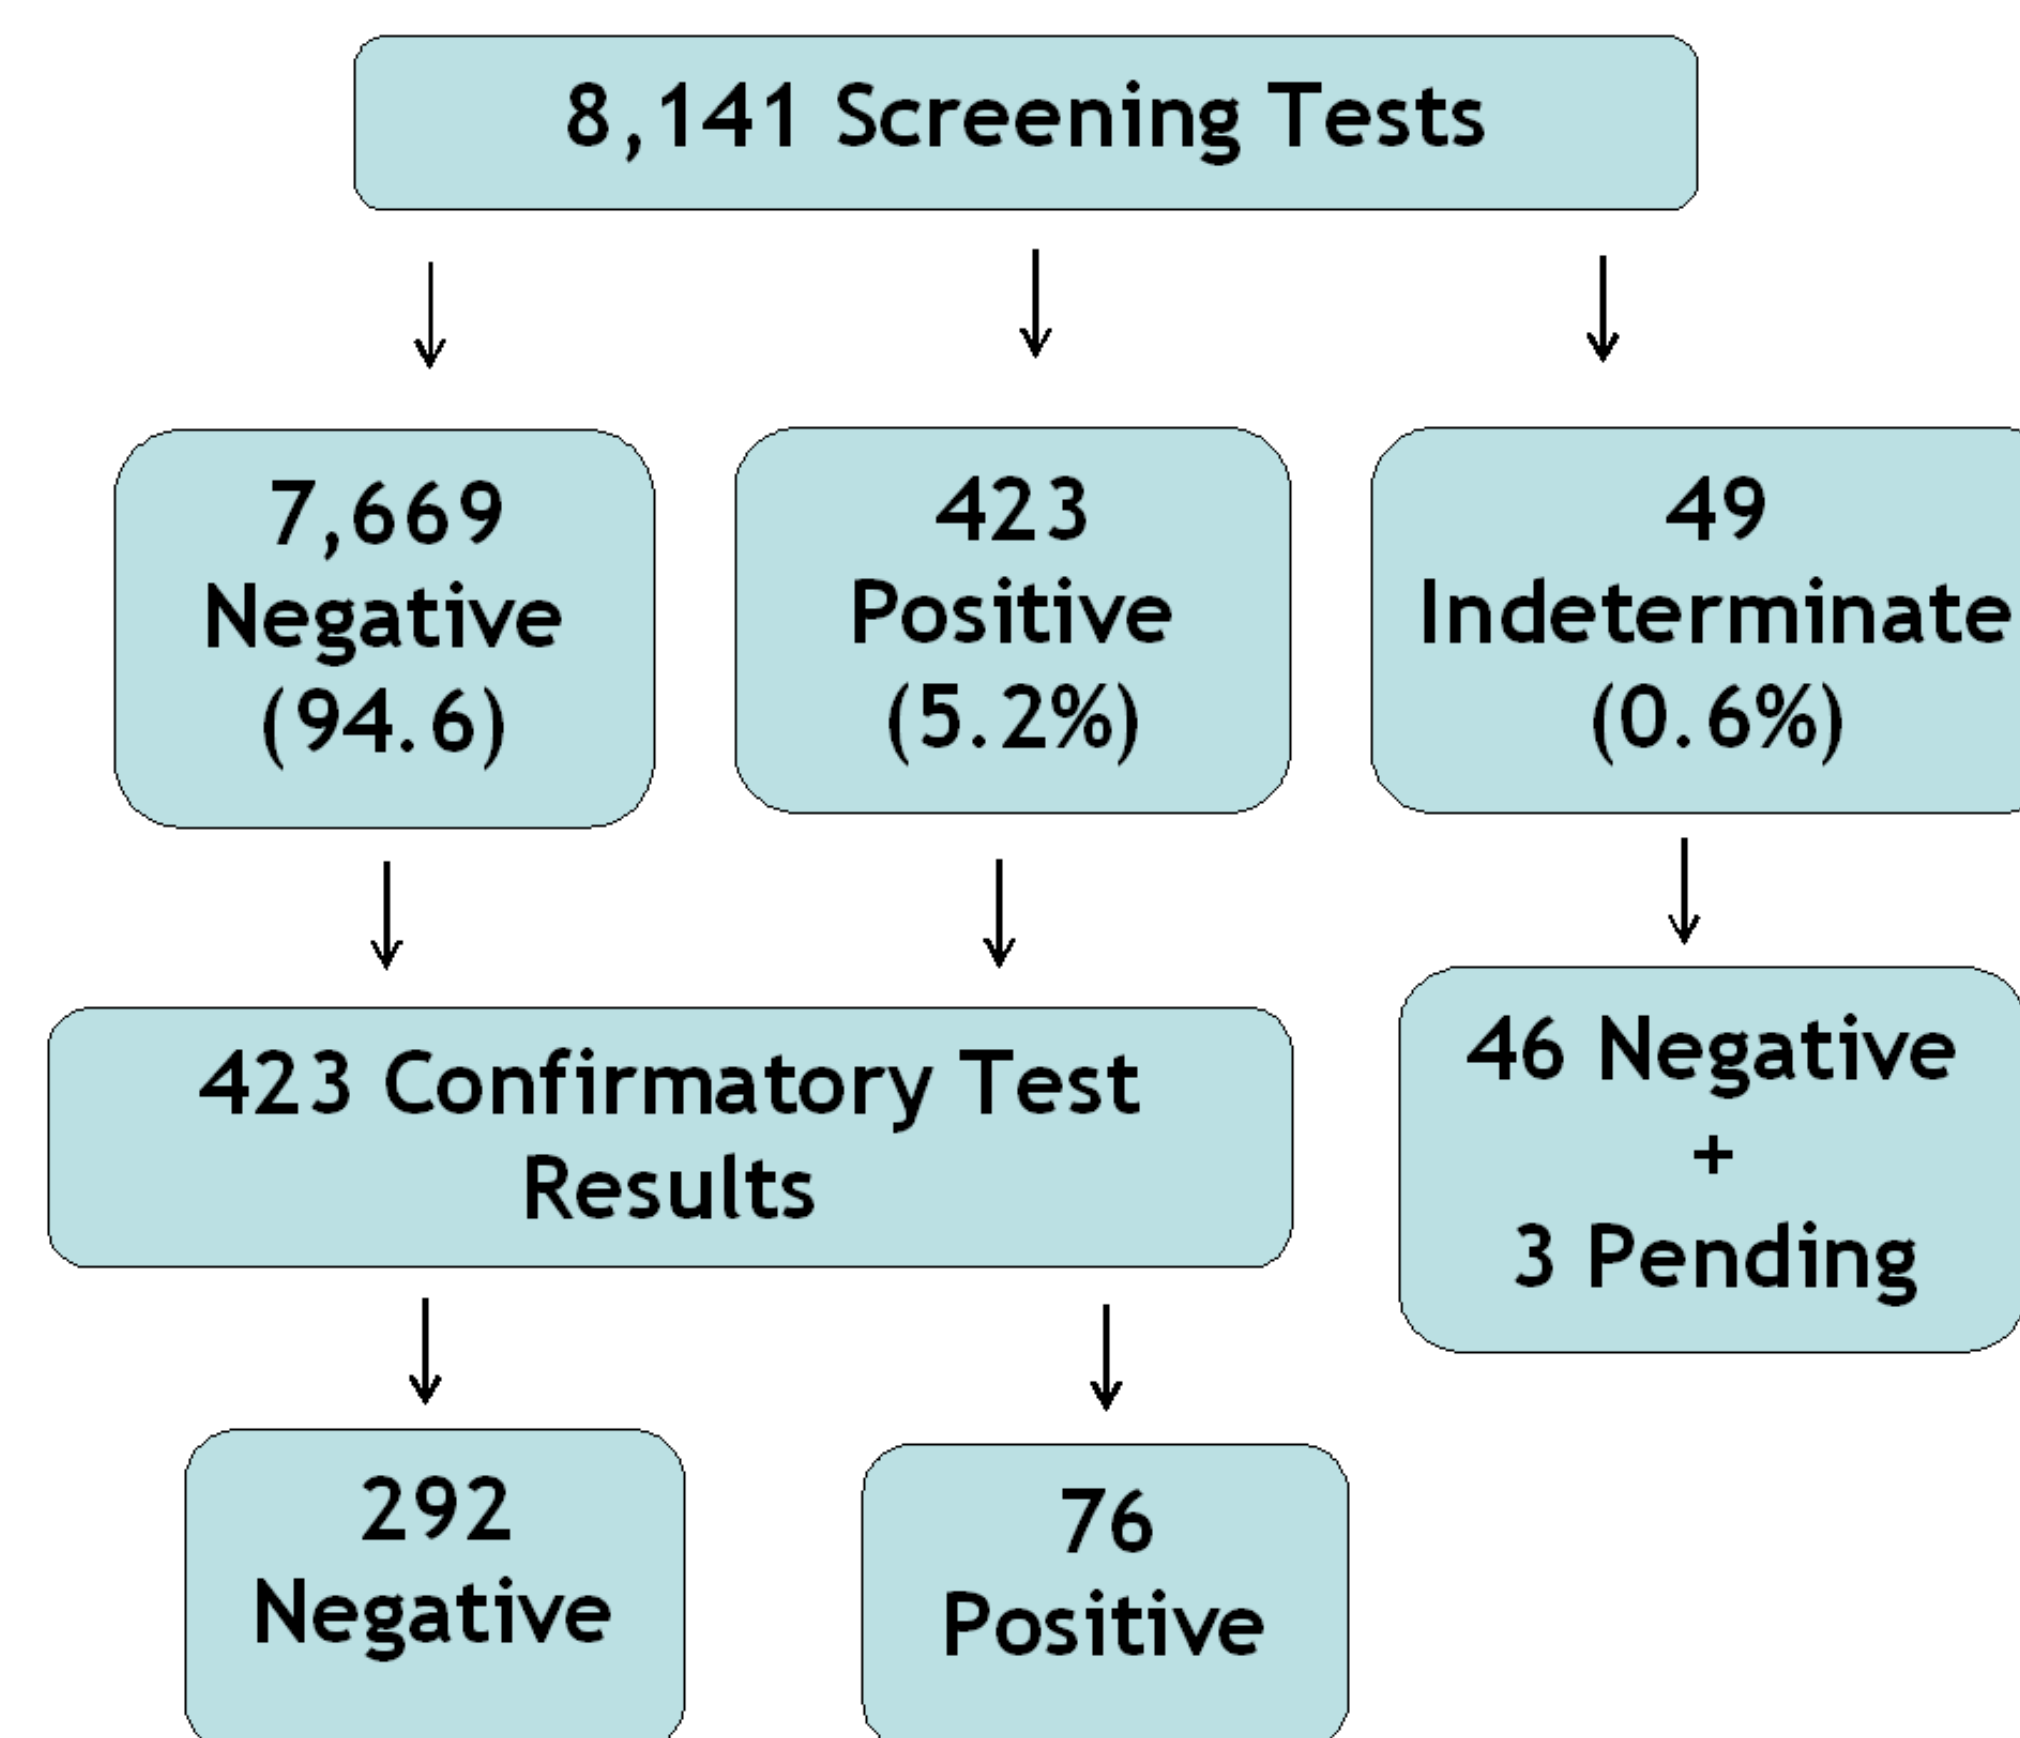 8,141 Screening Tests
7,669
Negative
(94.6)
423
Positive
(5.2%)
49
Indeterminate
(0.6%)
423 Confirmatory Test
Results
46 Negative
+
3 Pending
292
Negative
76
Positive